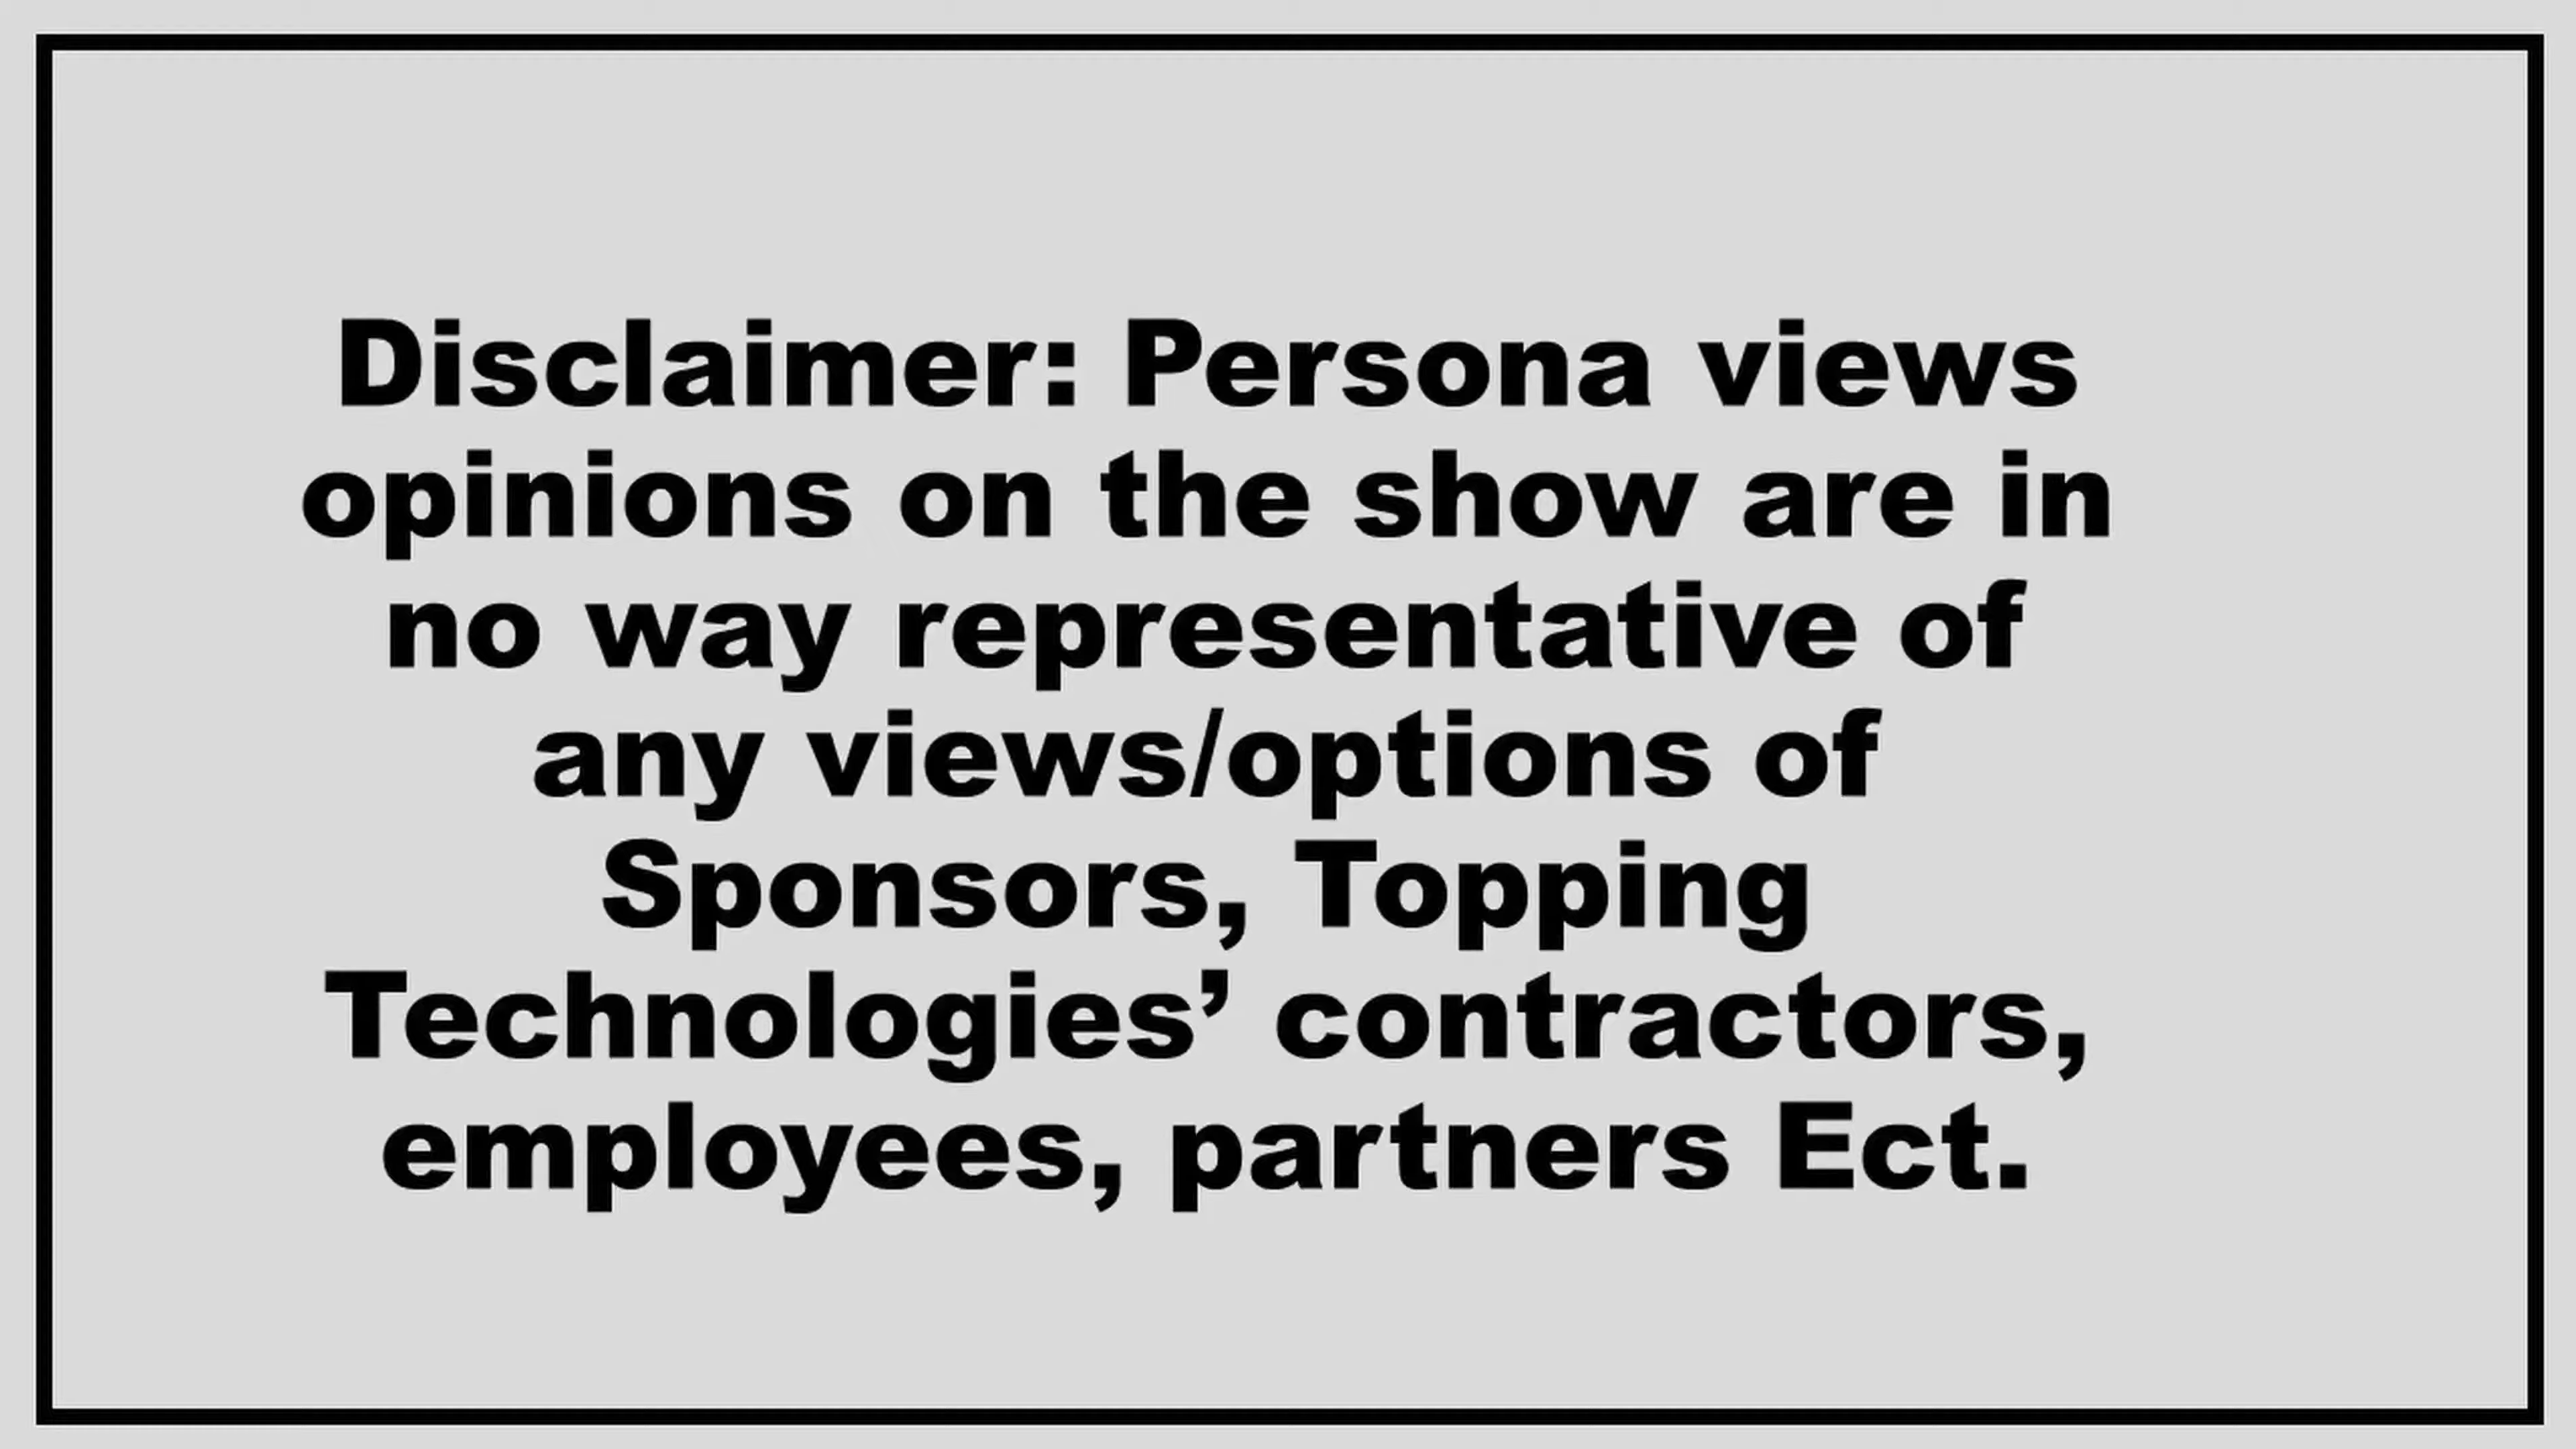 Disclaimer: Persona views
opinions on the show are in
no way representative of
any views/options of
Sponsors, Topping
Technologies’ contractors,
employees, partners Ect.